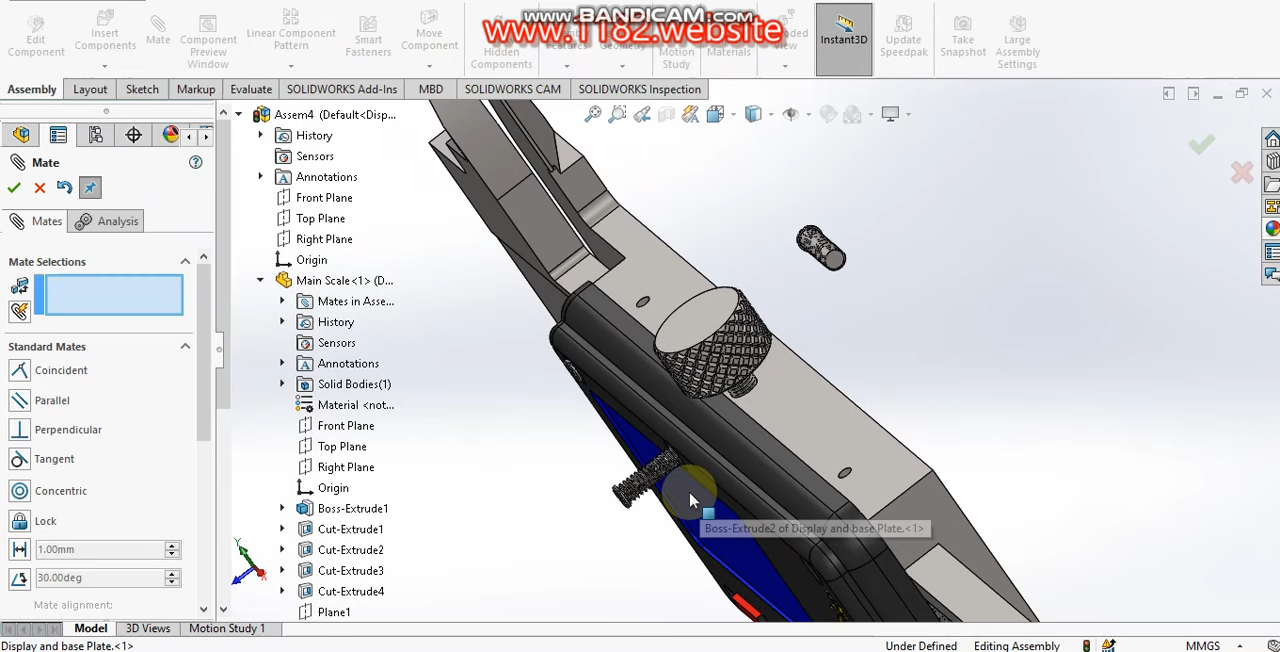 www.BANDICAM.com
www.1182.website
Edit Component
Insert Components
Mate
Component Preview Window
Linear Component Pattern
Smart Fasteners
Move Component
Hidden Components
Features
Geometry
Motion Study
Materials
View
Instant3D
Update Speedpak
Take Snapshot
Large Assembly Settings
Assembly
Layout
Sketch
Markup
Evaluate
SOLIDWORKS Add-Ins
MBD
SOLIDWORKS CAM
SOLIDWORKS Inspection
Mate
Mates
Analysis
Mate Selections
Standard Mates
Coincident
Parallel
Perpendicular
Tangent
Concentric
Lock
1.00mm
30.00deg
Mate alignment:
Assem4 (Default<Disp...
History
Sensors
Annotations
Front Plane
Top Plane
Right Plane
Origin
Main Scale<1> (D...
Mates in Asse...
History
Sensors
Annotations
Solid Bodies(1)
Material <not...
Front Plane
Top Plane
Right Plane
Origin
Boss-Extrude1
Cut-Extrude1
Cut-Extrude2
Cut-Extrude3
Cut-Extrude4
Plane1
Boss-Extrude2 of Display and base Plate.<1>
Y
Model
3D Views
Motion Study 1
Display and base Plate.<1>
Under Defined
Editing Assembly
MMGS